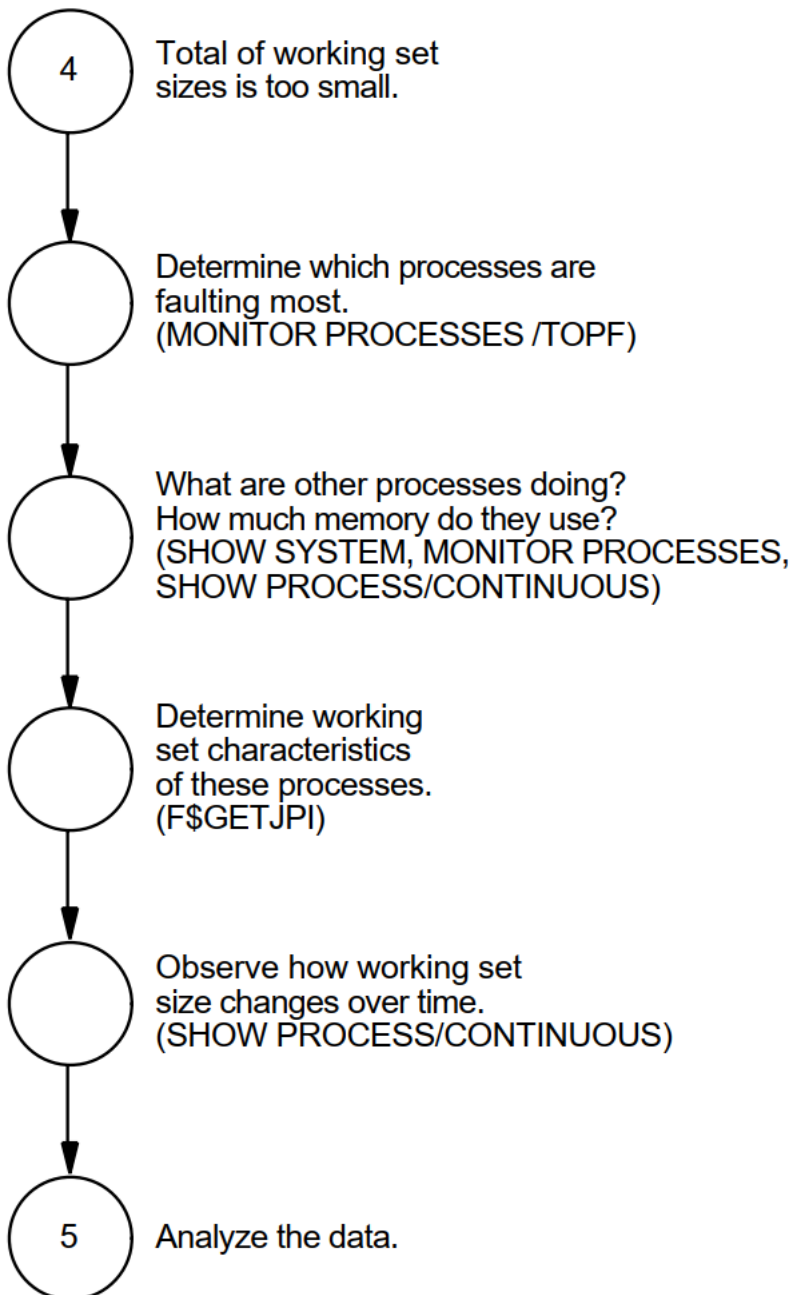 4
Total of working set
sizes is too small.
Determine which processes are
faulting most.
(MONITOR PROCESSES /TOPF)
What are other processes doing?
How much memory do they use?
(SHOW SYSTEM, MONITOR PROCESSES,
SHOW PROCESS/CONTINUOUS)
Determine working
set characteristics
of these processes.
(F$GETJPI)
Observe how working set
size changes over time.
(SHOW PROCESS/CONTINUOUS)
5
Analyze the data.